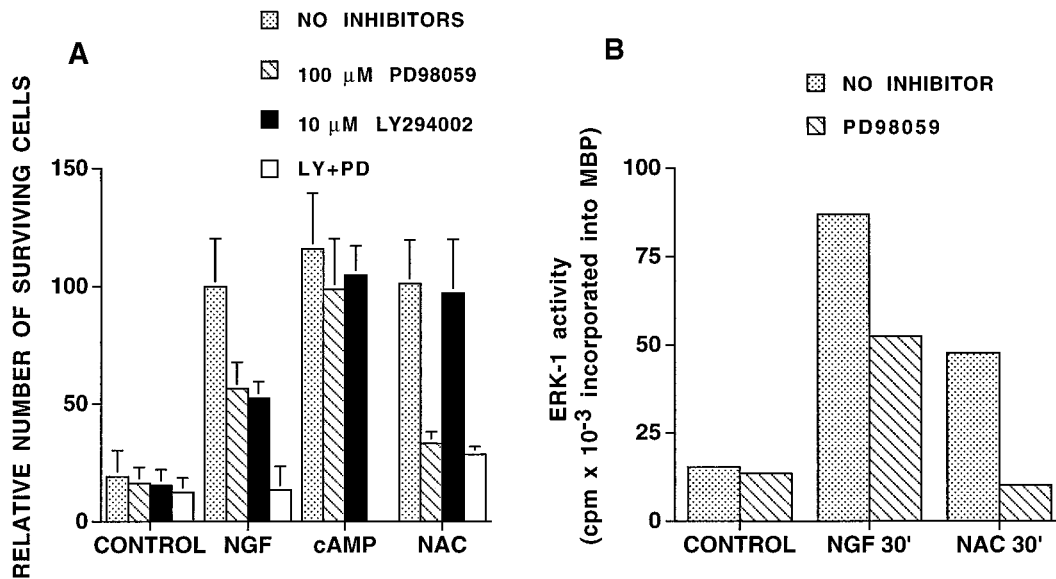 A
NO INHIBITORS
100 µM PD98059
10 µM LY294002
LY+PD
RELATIVE NUMBER OF SURVIVING CELLS
150
100
50
0
CONTROL NGF cAMP NAC
B
NO INHIBITOR
PD98059
ERK-1 activity
(cpm x 10⁻³ incorporated into MBP)
100
75
50
25
0
CONTROL NGF 30' NAC 30'